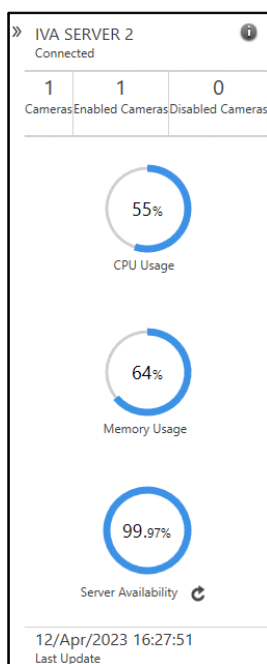 » IVA SERVER 2
Connected
1 1 0
Cameras Enabled Cameras Disabled Cameras
55%
CPU Usage
64%
Memory Usage
99.97%
Server Availability
12/Apr/2023 16:27:51
Last Update